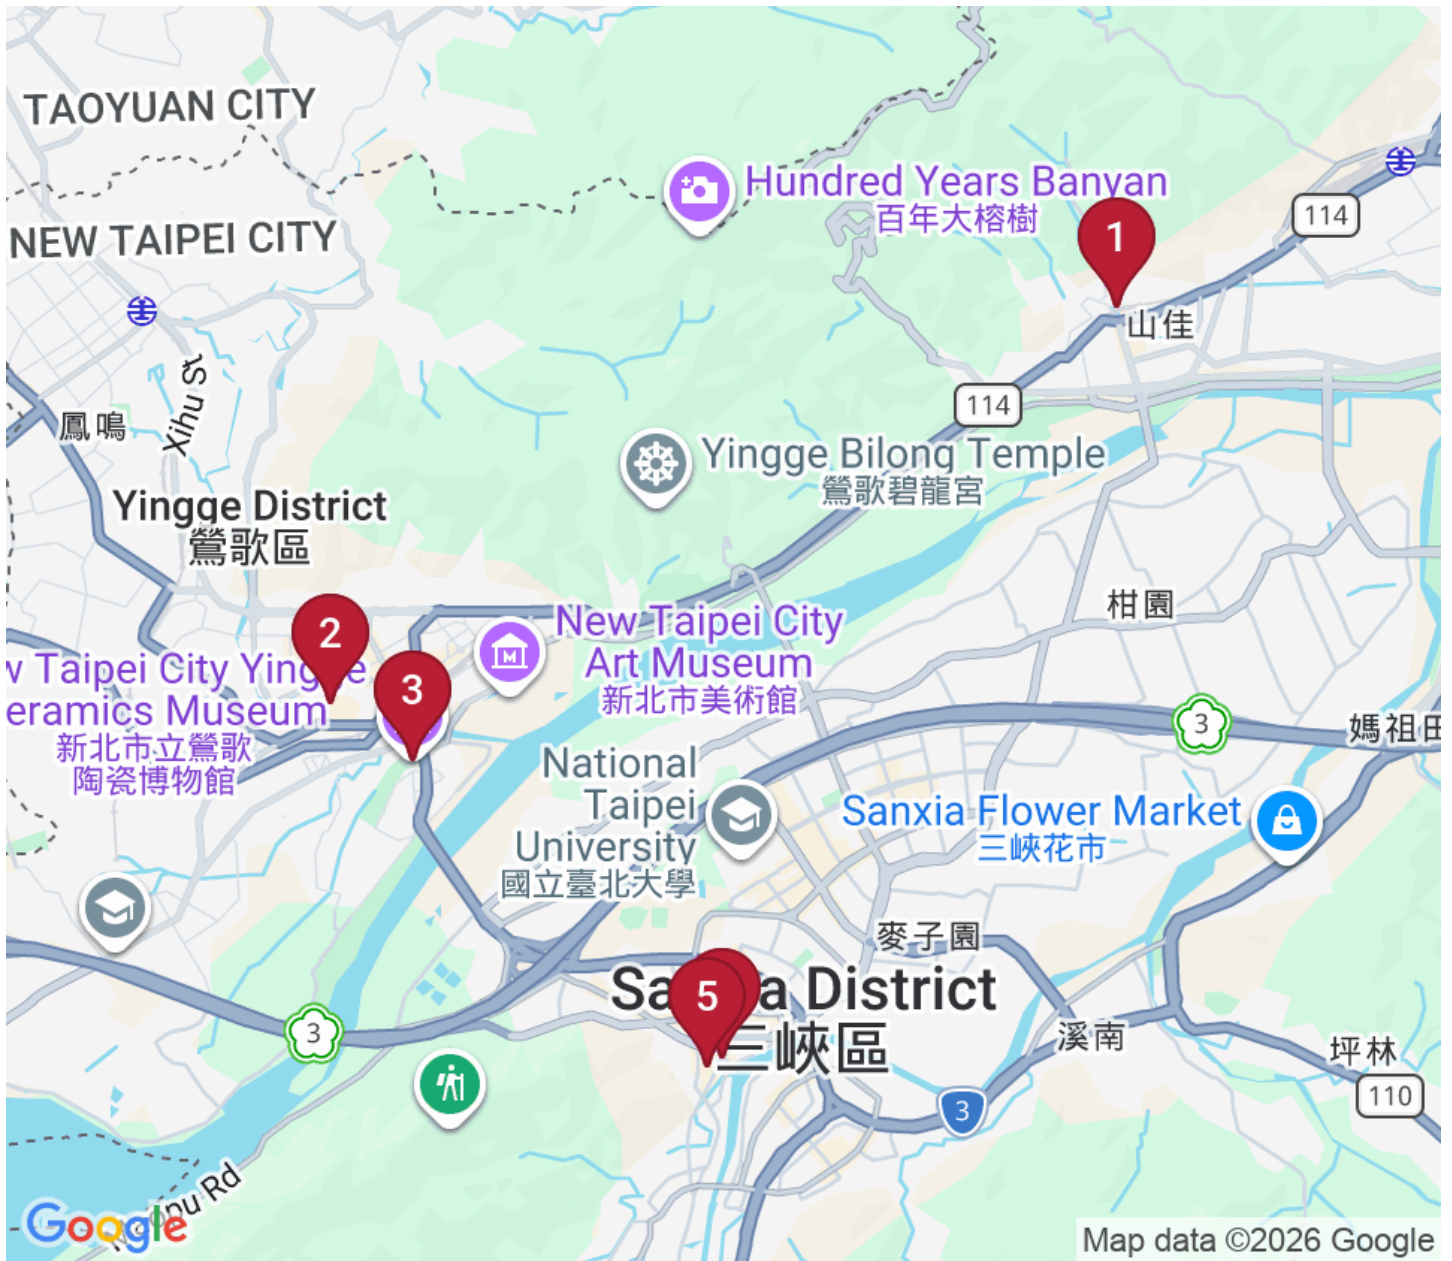 TAOYUAN CITY
NEW TAIPEI CITY
Hundred Years Banyan
百年大榕樹
1
114
山佳
114
Xihu St
鳳鳴
Yingge Bilong Temple
鶯歌碧龍宮
Yingge District
鶯歌區
柑園
2
3
w Taipei City Yingge
eramics Museum
新北市立鶯歌
陶瓷博物館
New Taipei City
Art Museum
新北市美術館
3
媽祖田
National
Taipei
University
國立臺北大學
Sanxia Flower Market
三峽花市
麥子園
5
a District
三峽區
3
溪南
坪林
110
3
Rd
Google
Map data ©2026 Google